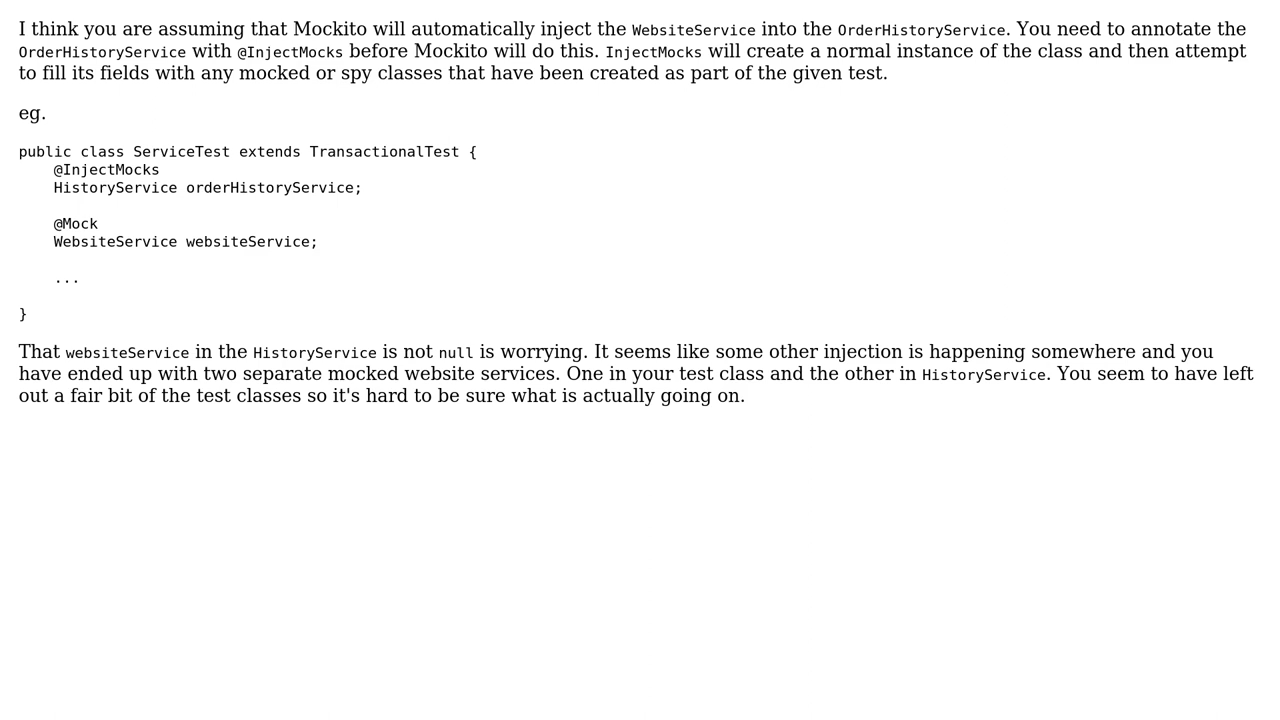 I think you are assuming that Mockito will automatically inject the WebsiteService into the OrderHistoryService. You need to annotate the
OrderHistoryService with @InjectMocks before Mockito will do this. InjectMocks will create a normal instance of the class and then attempt
to fill its fields with any mocked or spy classes that have been created as part of the given test.
eg.
public class ServiceTest extends TransactionalTest {
    @InjectMocks
    HistoryService orderHistoryService;
    @Mock
    WebsiteService websiteService;
    ...
}
That websiteService in the HistoryService is not null is worrying. It seems like some other injection is happening somewhere and you
have ended up with two separate mocked website services. One in your test class and the other in HistoryService. You seem to have left
out a fair bit of the test classes so it's hard to be sure what is actually going on.